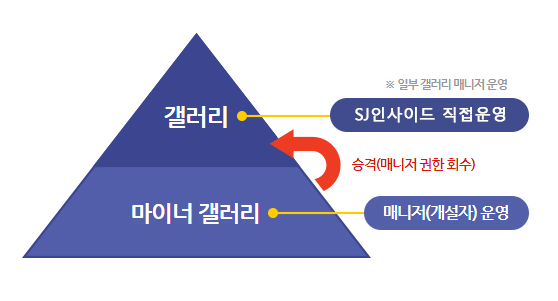 ※ 일부 갤러리 매니저 운영
갤러리
SJ인사이드 직접운영
승격(매니저 권한 회수)
마이너 갤러리
매니저(개설자) 운영